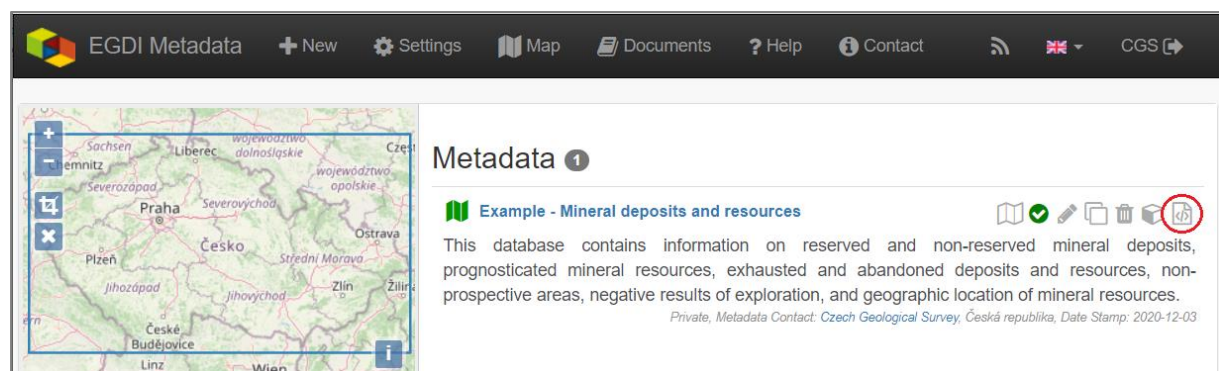 EGDI Metadata New Settings Map Documents ? Help Contact CGS
+
−
Sachsen
Liberec
województwo
dolnośląskie
Częst
Chemnitz
województwo
opolskie
Severozápad
Praha
Severovýchod
Ostrava
Česko
Plzeň
Střední Morava
Jihozápad
Jihovýchod
Zlín
Žilina
ern
České
Budějovice
Linz
Wien
i
Metadata 1
Example - Mineral deposits and resources
This database contains information on reserved and non-reserved mineral deposits,
prognosticated mineral resources, exhausted and abandoned deposits and resources, non-
prospective areas, negative results of exploration, and geographic location of mineral resources.
Private, Metadata Contact: Czech Geological Survey, Česká republika, Date Stamp: 2020-12-03